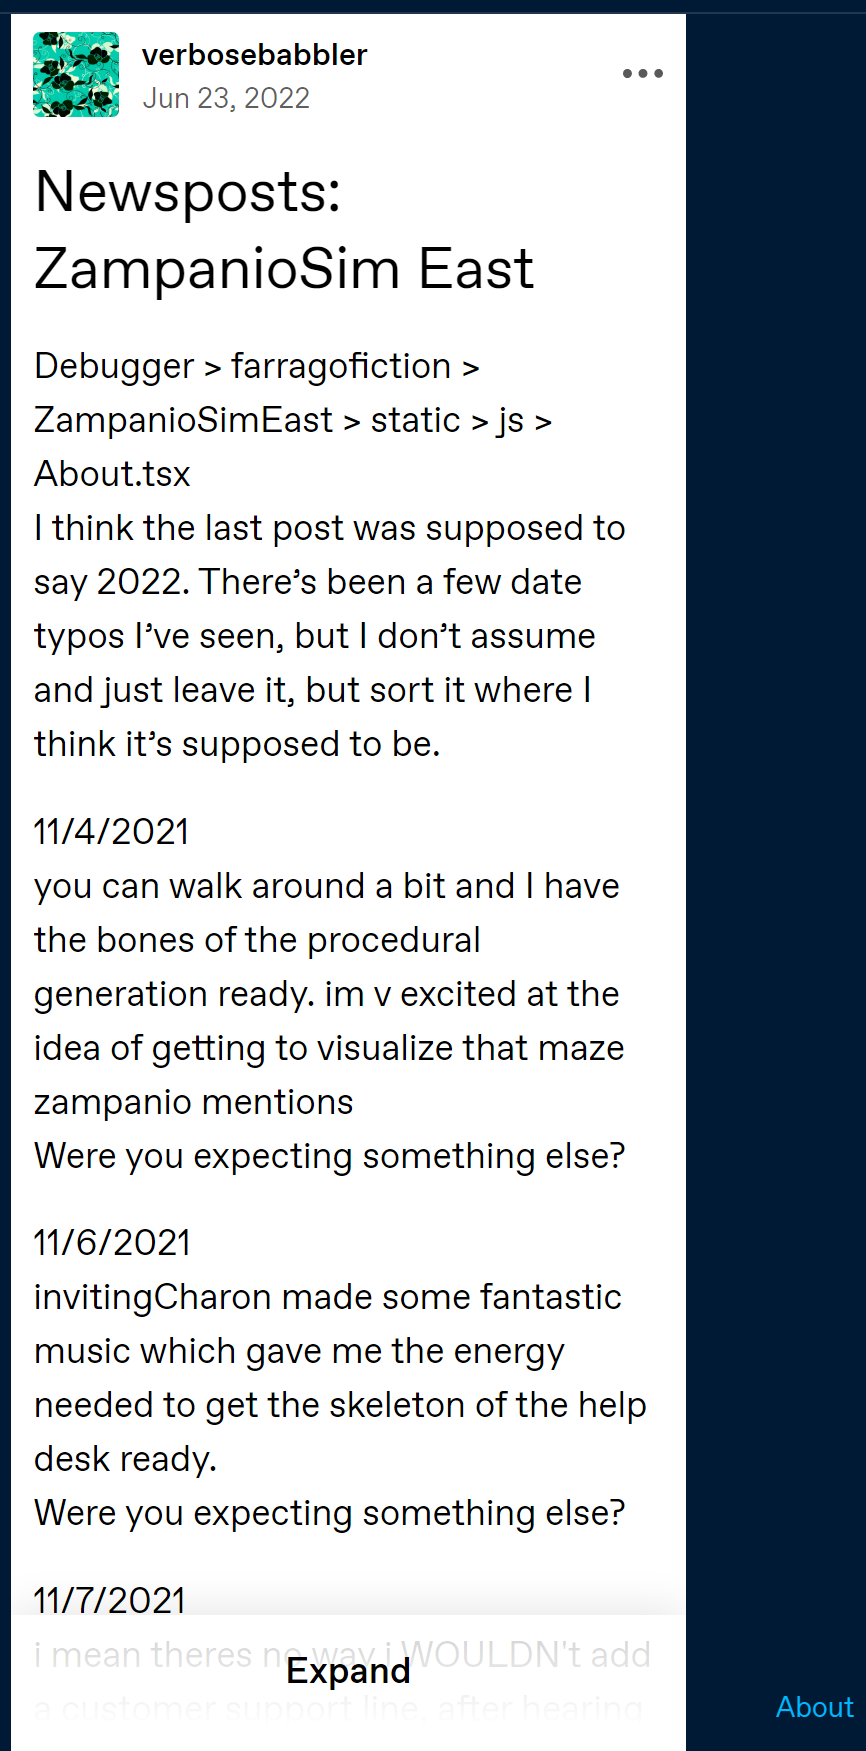 verbosebabbler
Jun 23, 2022
Newsposts:
ZampanioSim East
Debugger > farragofiction >
ZampanioSimEast > static > js >
About.tsx
I think the last post was supposed to
say 2022. There’s been a few date
typos I’ve seen, but I don’t assume
and just leave it, but sort it where I
think it’s supposed to be.
11/4/2021
you can walk around a bit and I have
the bones of the procedural
generation ready. im v excited at the
idea of getting to visualize that maze
zampanio mentions
Were you expecting something else?
11/6/2021
invitingCharon made some fantastic
music which gave me the energy
needed to get the skeleton of the help
desk ready.
Were you expecting something else?
11/7/2021
i mean theres no way i WOULDN't add
Expand
a customer support line, after hearing
About